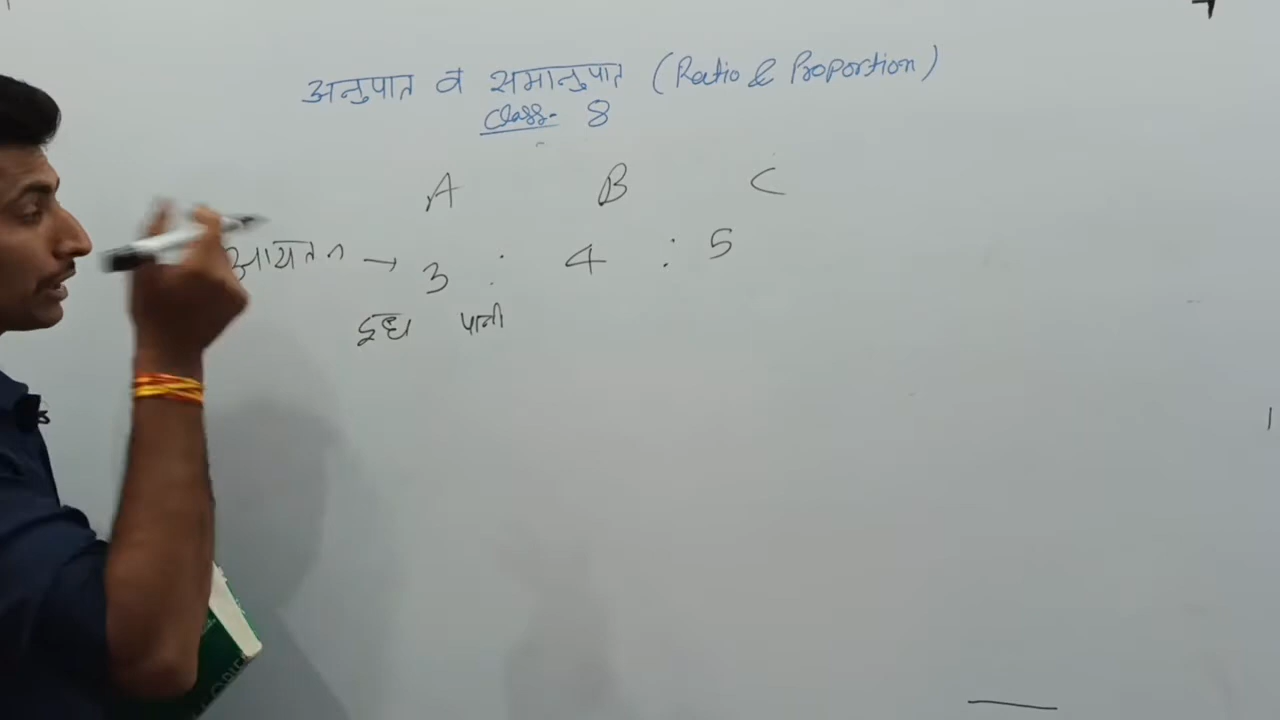 अनुपात व समानुपात (Ratio & Proportion)
Class- 8
A B C
आयतन → 3 : 4 : 5
दूध पानी